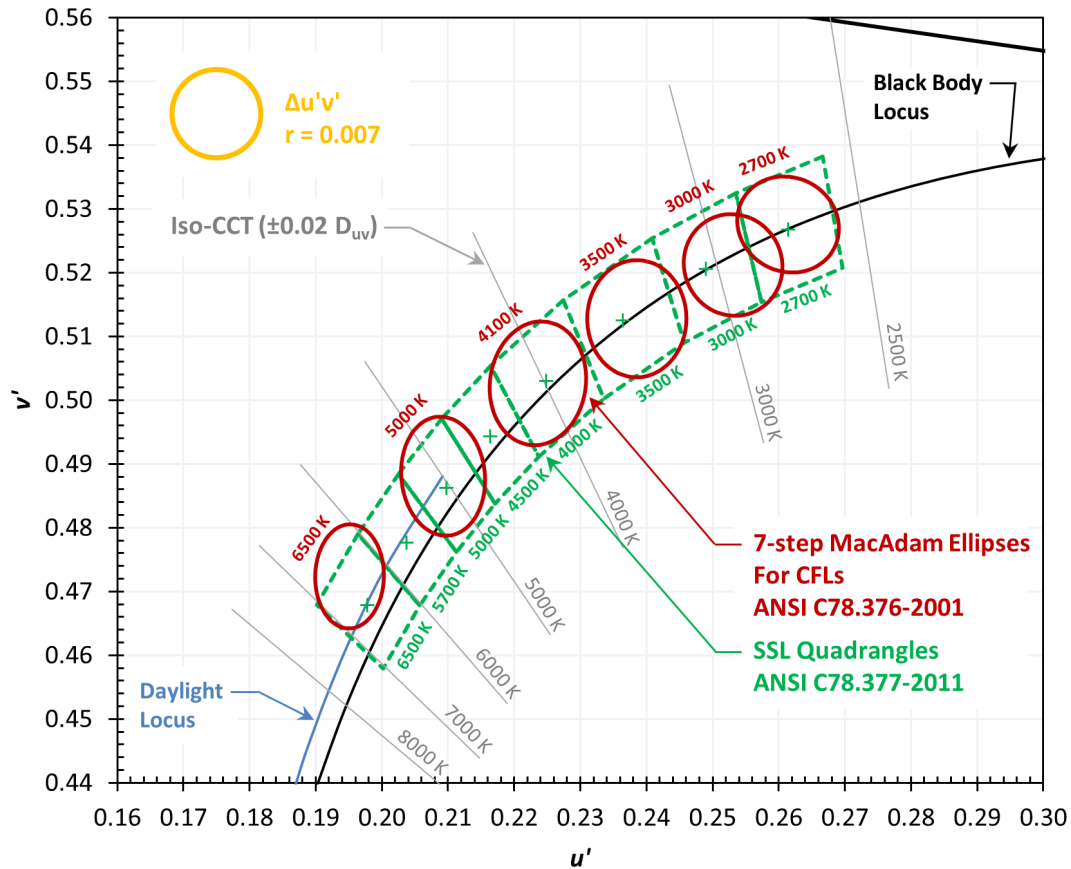 0.56
0.55
0.54
0.53
0.52
0.51
0.50
0.49
0.48
0.47
0.46
0.45
0.44
v'
0.16 0.17 0.18 0.19 0.20 0.21 0.22 0.23 0.24 0.25 0.26 0.27 0.28 0.29 0.30
u'
Δu'v'
r = 0.007
Black Body
Locus
Iso-CCT (±0.02 Duv)
2700 K
3000 K
3500 K
4100 K
5000 K
6500 K
2700 K
3000 K
3500 K
4000 K
4500 K
5000 K
5700 K
6500 K
2500 K
3000 K
4000 K
5000 K
6000 K
7000 K
8000 K
7-step MacAdam Ellipses
For CFLs
ANSI C78.376-2001
SSL Quadrangles
ANSI C78.377-2011
Daylight
Locus